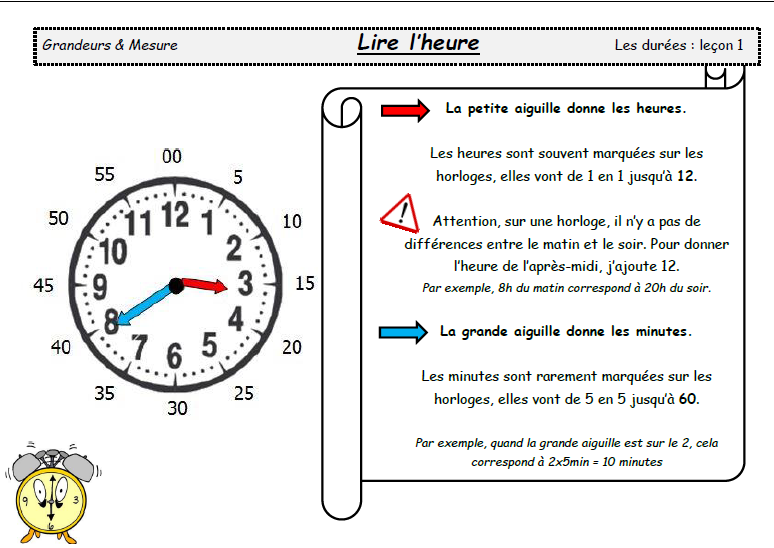 Grandeurs & Mesure
Lire l'heure
Les durées : leçon 1
La petite aiguille donne les heures.
Les heures sont souvent marquées sur les
horloges, elles vont de 1 en 1 jusqu'à 12.
!
Attention, sur une horloge, il n'y a pas de
différences entre le matin et le soir. Pour donner
l'heure de l'après-midi, j'ajoute 12.
Par exemple, 8h du matin correspond à 20h du soir.
La grande aiguille donne les minutes.
Les minutes sont rarement marquées sur les
horloges, elles vont de 5 en 5 jusqu'à 60.
Par exemple, quand la grande aiguille est sur le 2, cela
correspond à 2x5min = 10 minutes
00
5
10
15
20
25
30
35
40
45
50
55
12
1
2
3
4
5
6
7
8
9
10
11
9
3
6